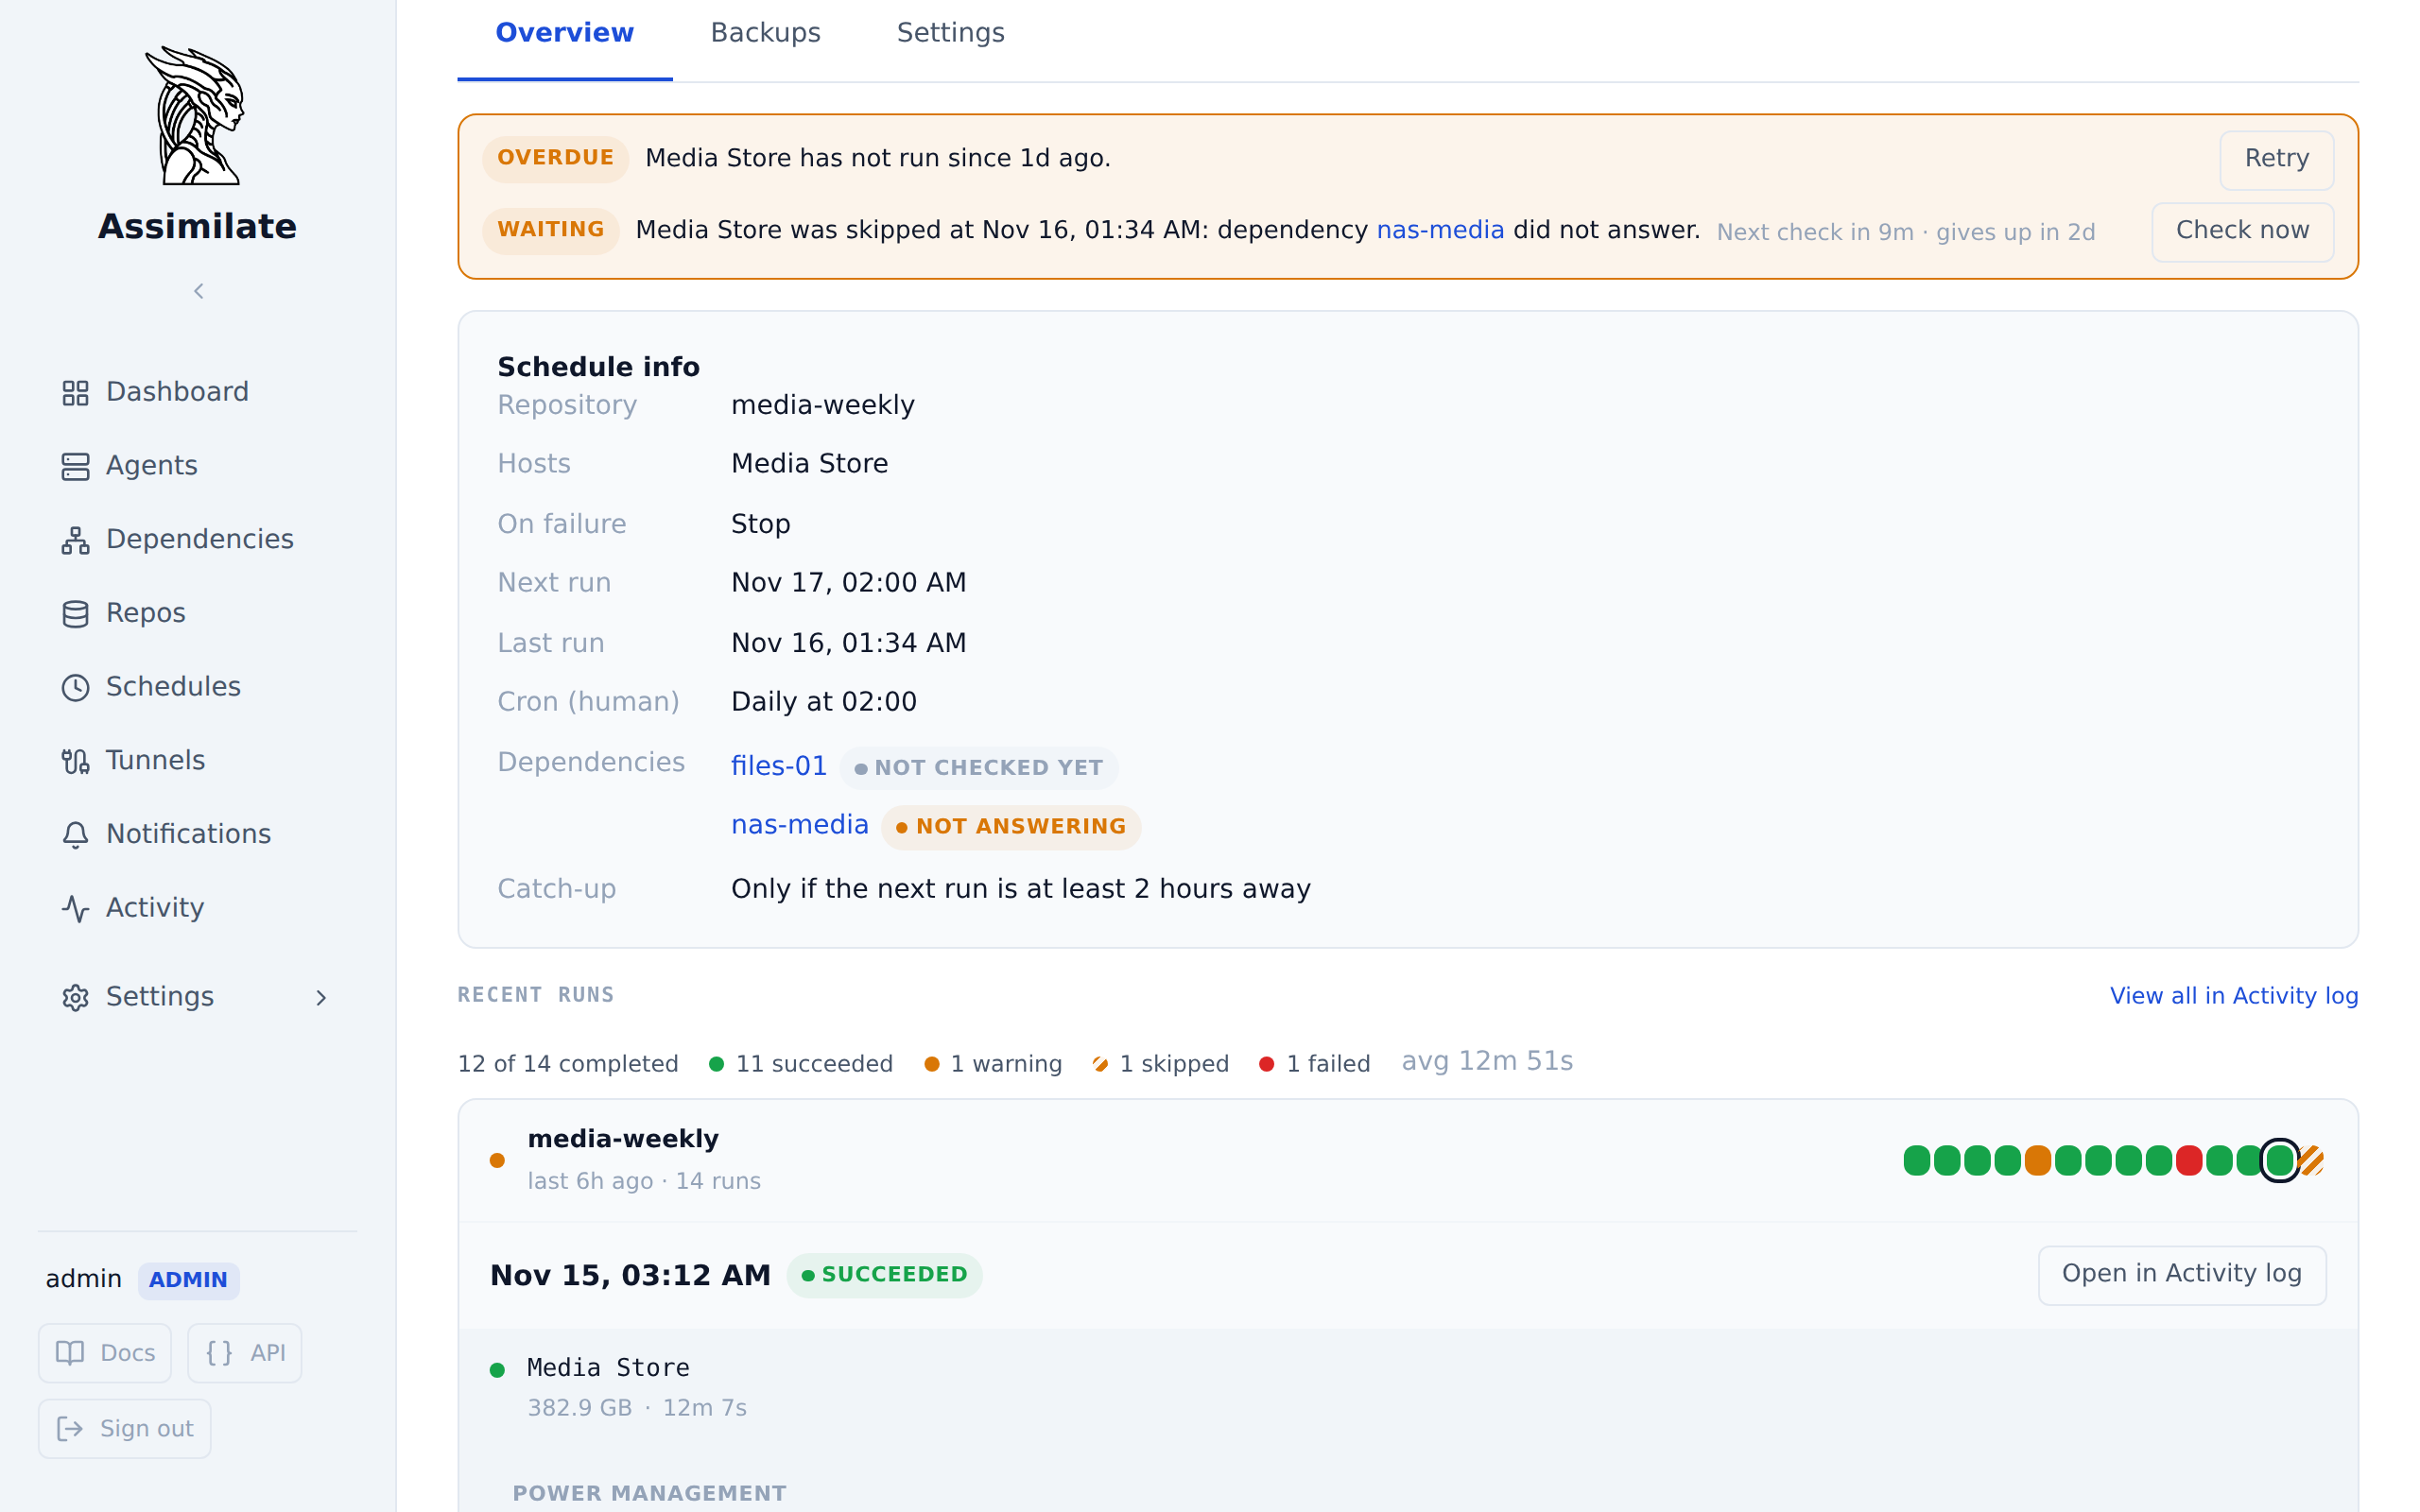 Assimilate
Dashboard
Agents
Dependencies
Repos
Schedules
Tunnels
Notifications
Activity
Settings
admin ADMIN
Docs
API
Sign out
Overview Backups Settings
OVERDUE Media Store has not run since 1d ago. Retry
WAITING Media Store was skipped at Nov 16, 01:34 AM: dependency nas-media did not answer. Next check in 9m · gives up in 2d Check now
Schedule info
Repository media-weekly
Hosts Media Store
On failure Stop
Next run Nov 17, 02:00 AM
Last run Nov 16, 01:34 AM
Cron (human) Daily at 02:00
Dependencies files-01 NOT CHECKED YET
nas-media NOT ANSWERING
Catch-up Only if the next run is at least 2 hours away
RECENT RUNS View all in Activity log
12 of 14 completed 11 succeeded 1 warning 1 skipped 1 failed avg 12m 51s
media-weekly
last 6h ago · 14 runs
Nov 15, 03:12 AM SUCCEEDED Open in Activity log
Media Store
382.9 GB · 12m 7s
POWER MANAGEMENT